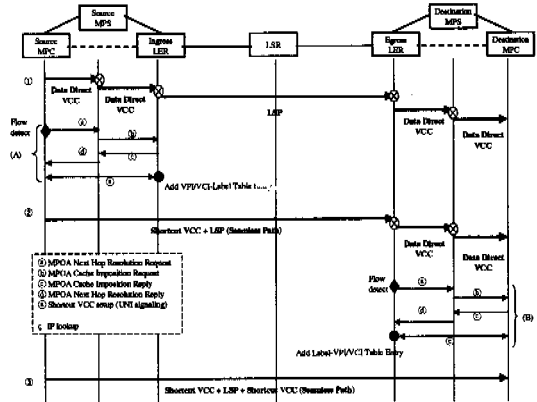 Source
MPS
Destination
MPS
Source
MPC
Ingress
LER
LSR
Egress
LER
Destination
MPC
①
Data Direct
VCC
Data Direct
VCC
LSP
Data Direct
VCC
Data Direct
VCC
Flow
detect
(A)
ⓐ
ⓑ
ⓒ
ⓓ
ⓔ
Add VPI/VCI-Label Table Entry
②
Shortcut VCC + LSP (Seamless Path)
Data Direct
VCC
Data Direct
VCC
ⓐ MPOA Next Hop Resolution Request
ⓑ MPOA Cache Imposition Request
ⓒ MPOA Cache Imposition Reply
ⓓ MPOA Next Hop Resolution Reply
ⓔ Shortcut VCC setup (UNI signaling)
IP lookup
Flow
detect
ⓐ
ⓑ
ⓒ
ⓓ
ⓔ
(B)
Add Label-VPI/VCI Table Entry
③
Shortcut VCC + LSP + Shortcut VCC (Seamless Path)